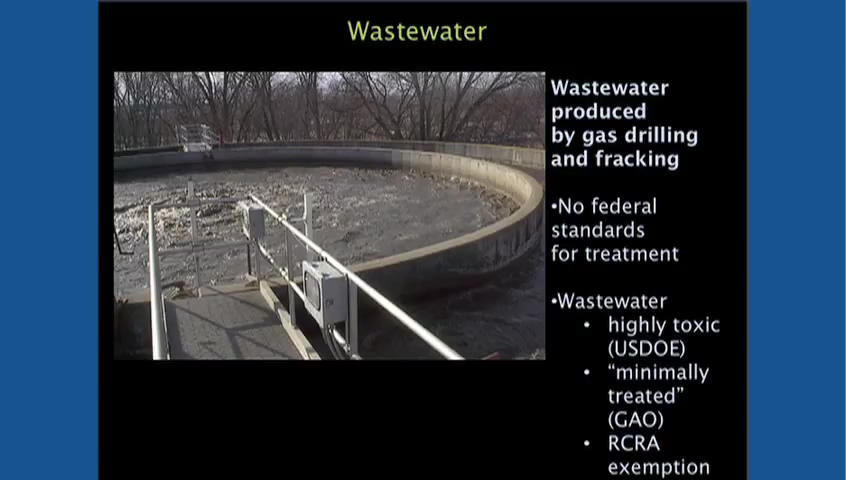 Wastewater
Wastewater
produced
by gas drilling
and fracking
•No federal
standards
for treatment
•Wastewater
• highly toxic
(USDOE)
• “minimally
treated”
(GAO)
• RCRA
exemption